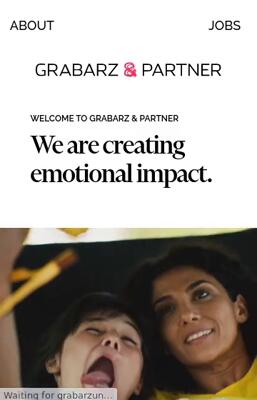 ABOUT JOBS
GRABARZ & PARTNER
WELCOME TO GRABARZ & PARTNER
We are creating
emotional impact.
Waiting for grabarzun...